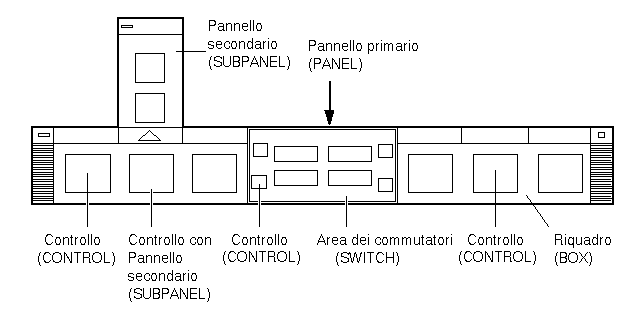 Pannello
secondario
(SUBPANEL)
Pannello primario
(PANEL)
Controllo
(CONTROL)
Controllo con
Pannello
secondario
(SUBPANEL)
Controllo
(CONTROL)
Area dei commutatori
(SWITCH)
Controllo
(CONTROL)
Riquadro
(BOX)